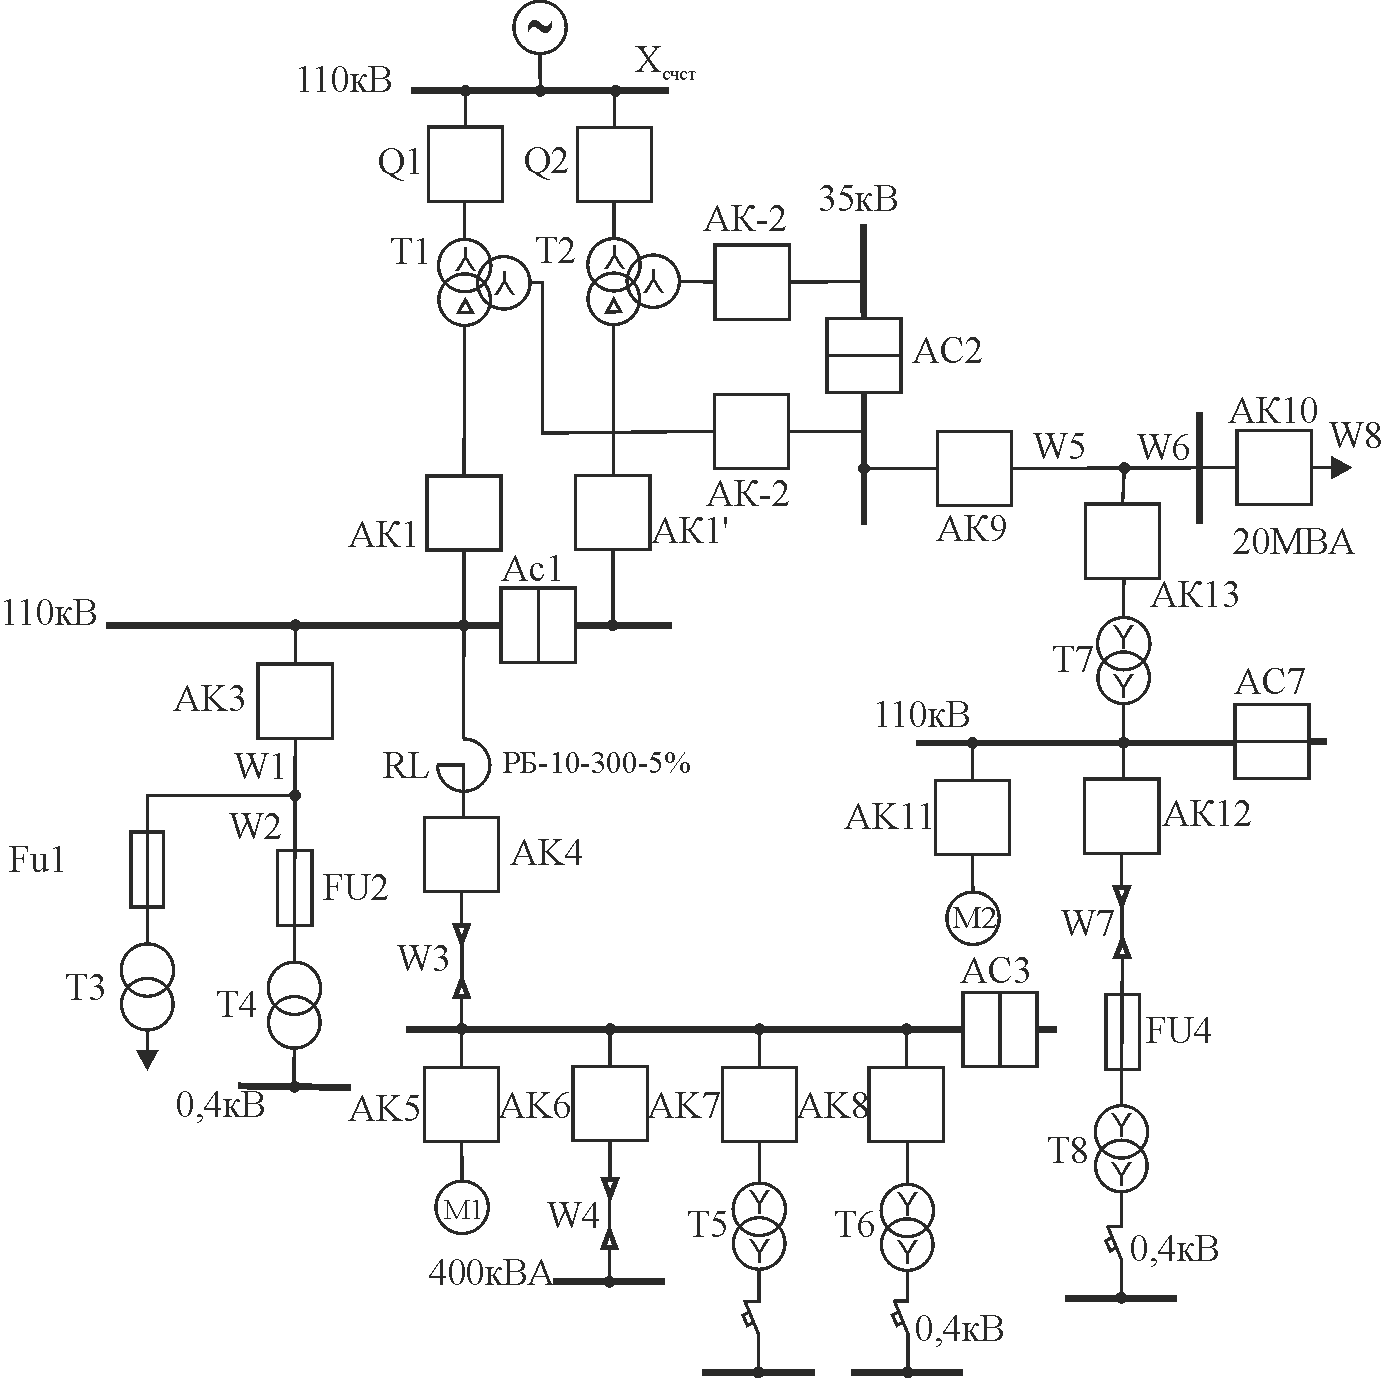 ~
Xсчст
110кВ
Q1
Q2
T1
T2
АК-2
35кВ
АС2
АК-2
АК10
W8
W5
W6
АК9
20МВА
АК1
АК1'
Ас1
АК13
110кВ
АК3
T7
АС7
110кВ
W1
RL
РБ-10-300-5%
W2
АК4
АК11
АК12
Fu1
FU2
М2
W7
W3
АС3
T3
T4
FU4
0,4кВ
АК5
АК6
АК7
АК8
T8
М1
W4
T5
T6
0,4кВ
400кВА
0,4кВ